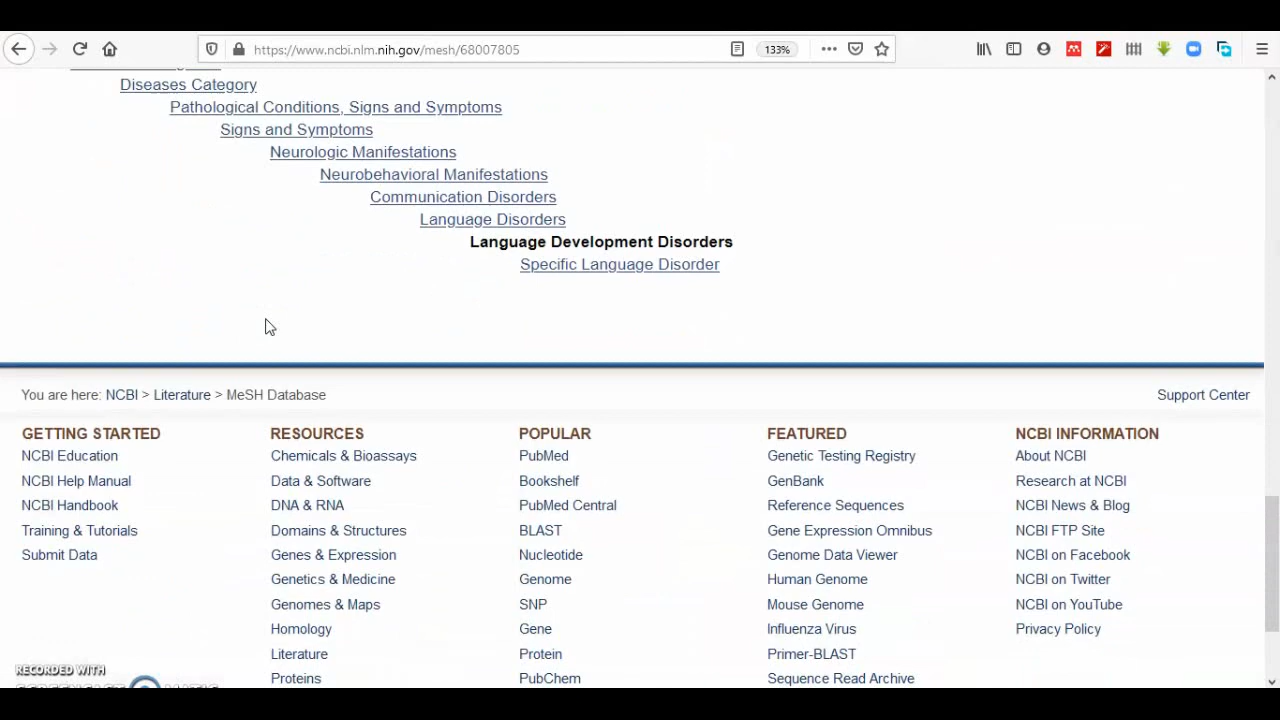 https://www.ncbi.nlm.nih.gov/mesh/68007805
133%
Diseases Category
Pathological Conditions, Signs and Symptoms
Signs and Symptoms
Neurologic Manifestations
Neurobehavioral Manifestations
Communication Disorders
Language Disorders
Language Development Disorders
Specific Language Disorder
You are here: NCBI > Literature > MeSH Database
Support Center
GETTING STARTED
NCBI Education
NCBI Help Manual
NCBI Handbook
Training & Tutorials
Submit Data
RESOURCES
Chemicals & Bioassays
Data & Software
DNA & RNA
Domains & Structures
Genes & Expression
Genetics & Medicine
Genomes & Maps
Homology
Literature
Proteins
POPULAR
PubMed
Bookshelf
PubMed Central
BLAST
Nucleotide
Genome
SNP
Gene
Protein
PubChem
FEATURED
Genetic Testing Registry
GenBank
Reference Sequences
Gene Expression Omnibus
Genome Data Viewer
Human Genome
Mouse Genome
Influenza Virus
Primer-BLAST
Sequence Read Archive
NCBI INFORMATION
About NCBI
Research at NCBI
NCBI News & Blog
NCBI FTP Site
NCBI on Facebook
NCBI on Twitter
NCBI on YouTube
Privacy Policy
RECORDED WITH